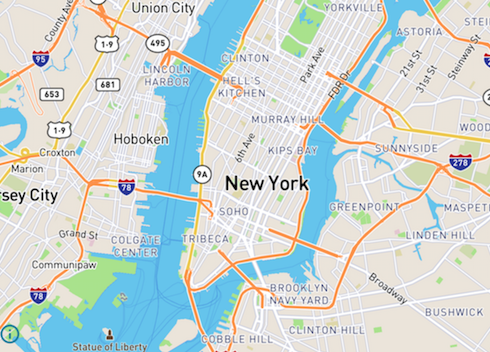 Union City
YORKVILLE
County Ave
1-9
495
ASTORIA
CLINTON
95
LINCOLN
HARBOR
Park Ave
21st St
31st St
Steinway St
HELL'S
KITCHEN
681
653
FDR Dr
MURRAY HILL
1-9
Hoboken
6th Ave
KIPS BAY
SUNNYSIDE
WOOD
Croxton
278
Marion
9A
New York
78
rsey City
SOHO
GREENPOINT
MASPET
Grand St
TRIBECA
LINDEN HILL
COLGATE
CENTER
Communipaw
Broadway
BROOKLYN
NAVY YARD
78
BUSHWICK
CLINTON HILL
Statue of Liberty
COBBLE HILL